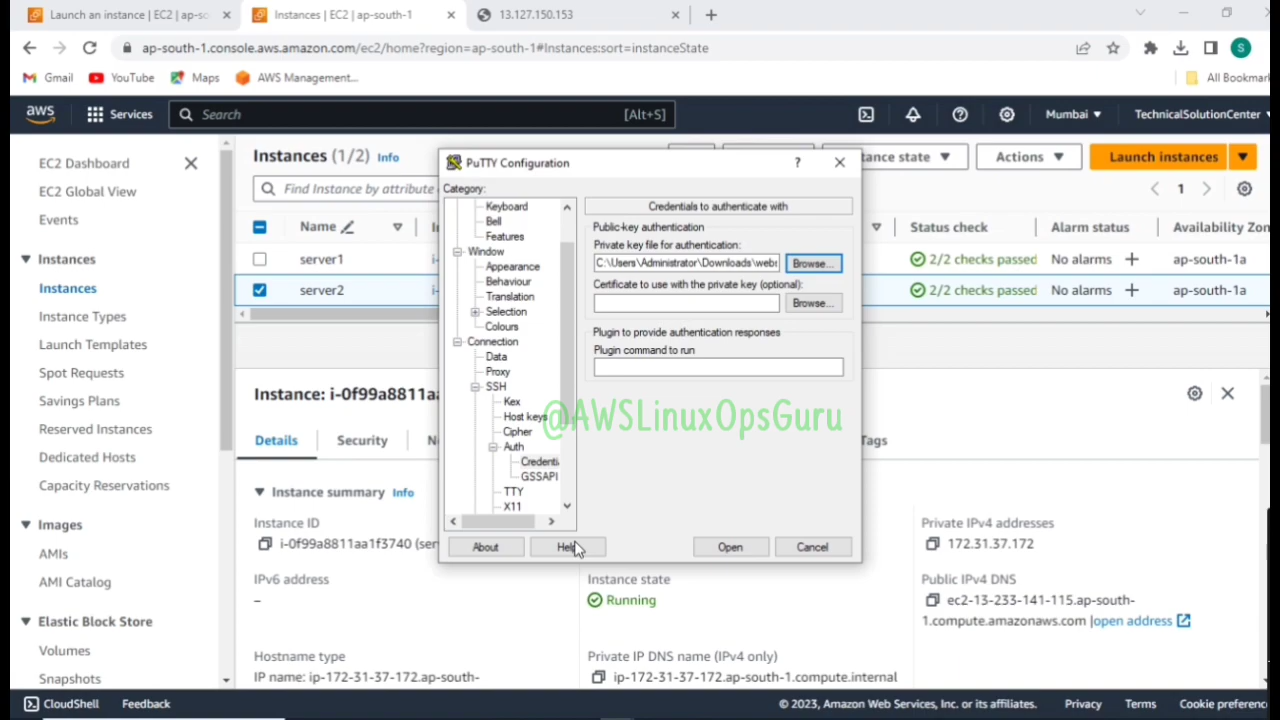 Launch an instance | EC2 | ap-so
Instances | EC2 | ap-south-1
13.127.150.153
ap-south-1.console.aws.amazon.com/ec2/home?region=ap-south-1#Instances:sort=instanceState
S
Gmail
YouTube
Maps
AWS Management...
All Bookmar
aws
Services
Search
[Alt+S]
Mumbai
TechnicalSolutionCenter
EC2 Dashboard
EC2 Global View
Events
Instances
Instances
Instance Types
Launch Templates
Spot Requests
Savings Plans
Reserved Instances
Dedicated Hosts
Capacity Reservations
Images
AMIs
AMI Catalog
Elastic Block Store
Volumes
Snapshots
Instances (1/2) Info
tance state
Actions
Launch instances
Find Instance by attribute
1
Name
Status check
Alarm status
Availability Zon
server1
i-
2/2 checks passed
No alarms
ap-south-1a
server2
i-
2/2 checks passed
No alarms
ap-south-1a
PuTTY Configuration
?
Category:
Keyboard
Bell
Features
Window
Appearance
Behaviour
Translation
Selection
Colours
Connection
Data
Proxy
SSH
Kex
Host keys
Cipher
Auth
Credentia
GSSAPI
TTY
X11
Credentials to authenticate with
Public-key authentication
Private key file for authentication:
C:\Users\Administrator\Downloads\webs
Browse...
Certificate to use with the private key (optional):
Browse...
Plugin to provide authentication responses
Plugin command to run
@AWSLinuxOpsGuru
About
Help
Open
Cancel
Instance: i-0f99a8811aa
Details
Security
N
Tags
Instance summary Info
Instance ID
i-0f99a8811aa1f3740 (ser
Private IPv4 addresses
172.31.37.172
IPv6 address
–
Instance state
Running
Public IPv4 DNS
ec2-13-233-141-115.ap-south-
1.compute.amazonaws.com |open address
Hostname type
IP name: ip-172-31-37-172.ap-south-
Private IP DNS name (IPv4 only)
ip-172-31-37-172.ap-south-1.compute.internal
CloudShell
Feedback
© 2023, Amazon Web Services, Inc. or its affiliates.
Privacy
Terms
Cookie preferenc